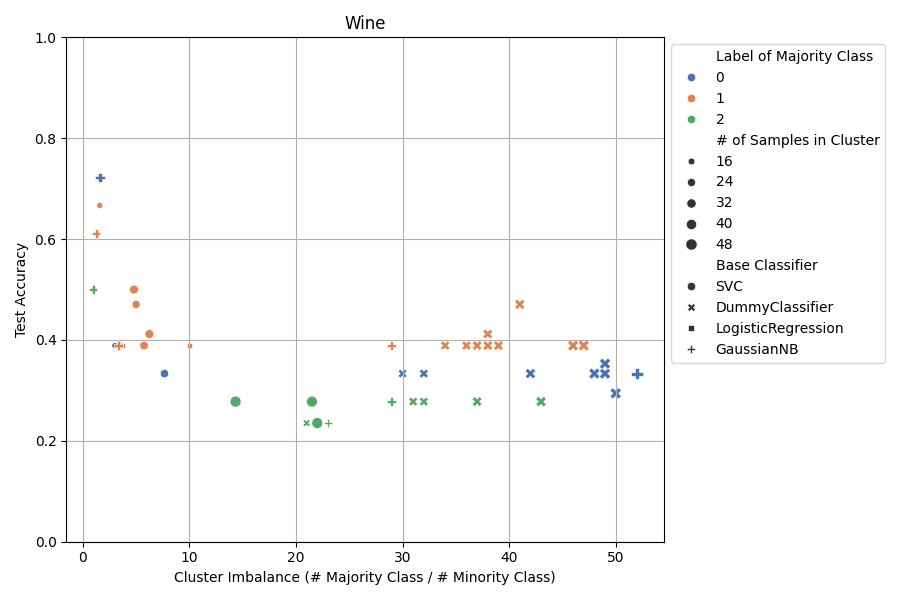 Wine
Test Accuracy
1.0
0.8
0.6
0.4
0.2
0.0
0
10
20
30
40
50
Cluster Imbalance (# Majority Class / # Minority Class)
Label of Majority Class
0
1
2
# of Samples in Cluster
16
24
32
40
48
Base Classifier
SVC
DummyClassifier
LogisticRegression
GaussianNB